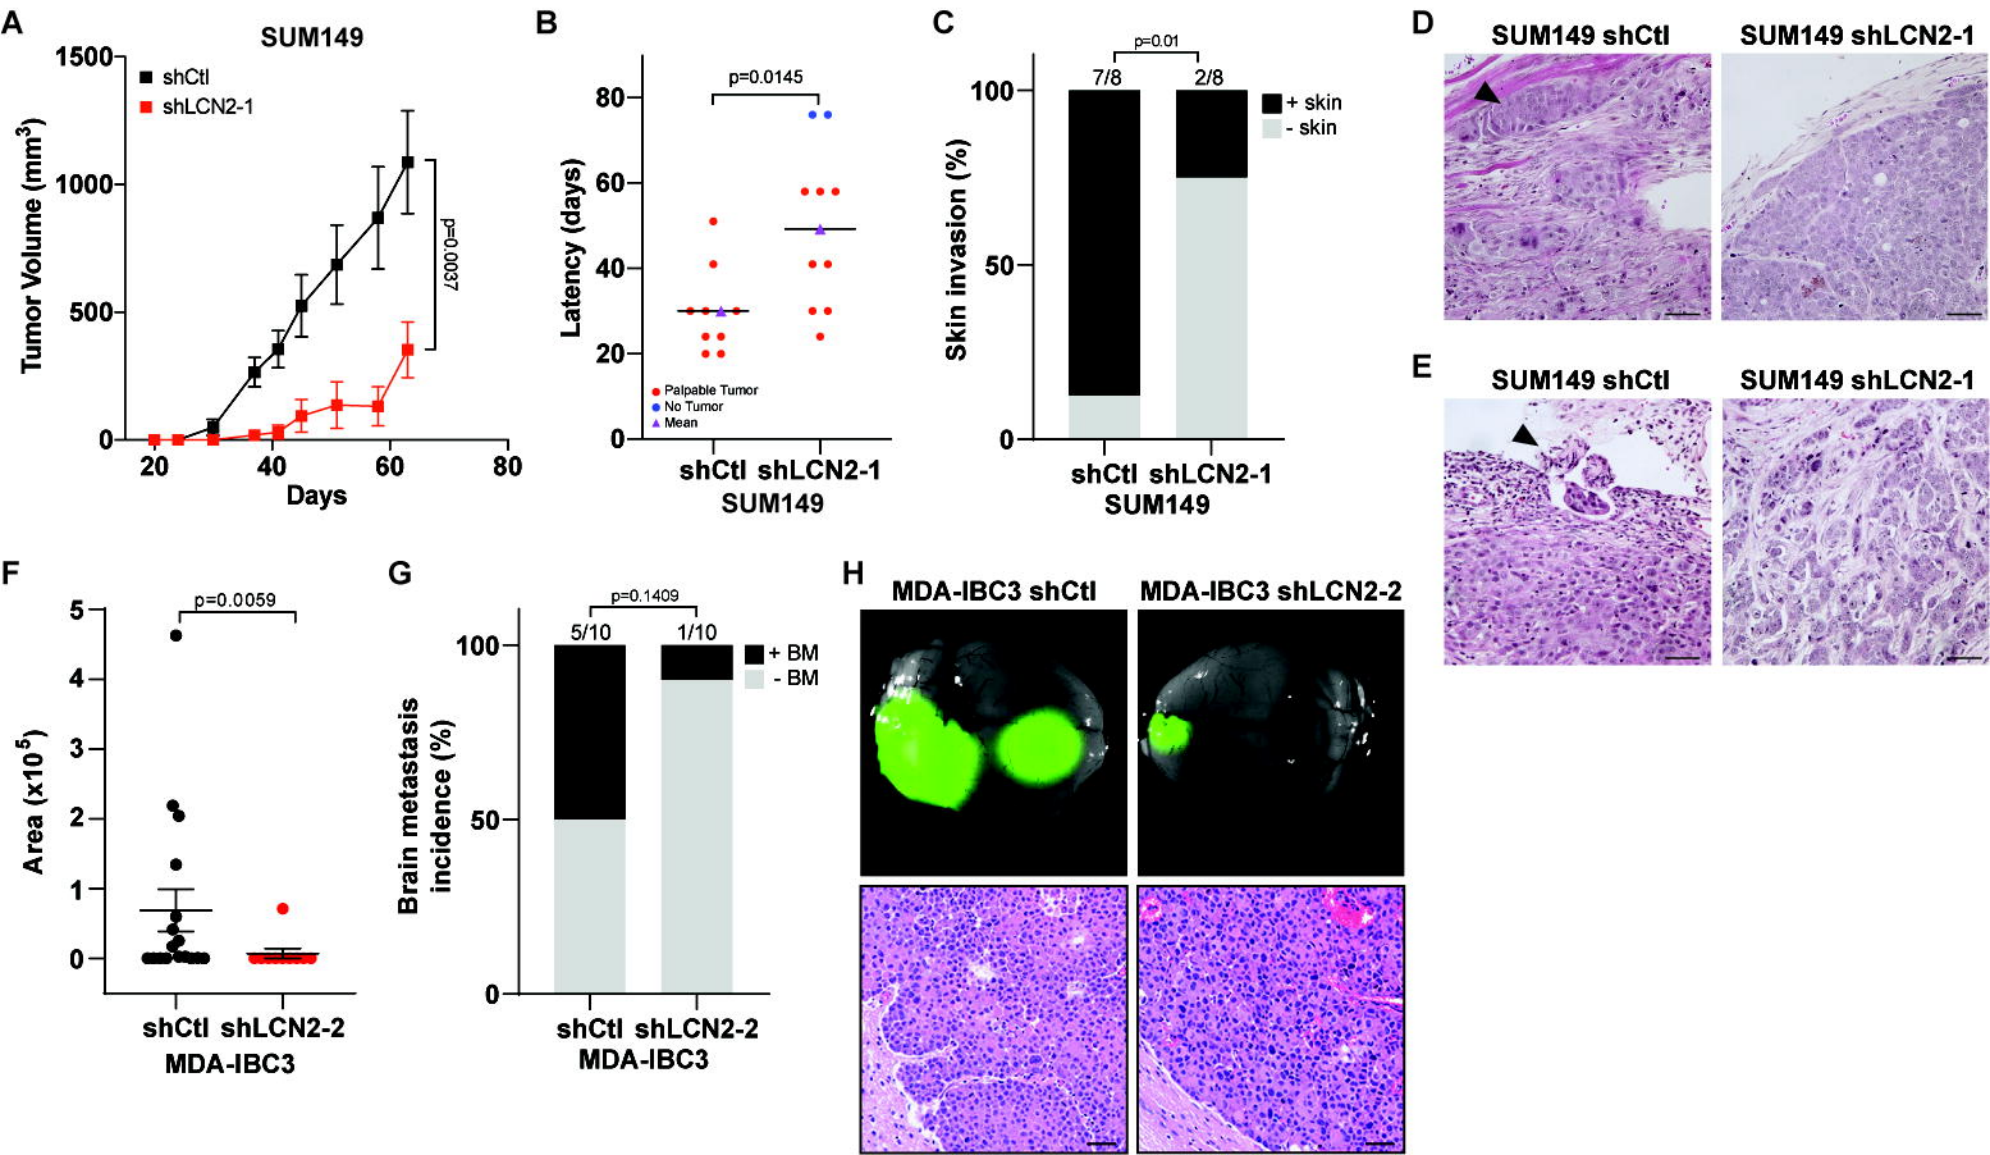 A
SUM149
shCtl
shLCN2-1
1500
1000
500
0
20 40 60 80
Tumor Volume (mm³)
Days
p=0.0037
B
p=0.0145
80
60
40
20
0
Latency (days)
Palpable Tumor
No Tumor
Mean
shCtl shLCN2-1
SUM149
C
p=0.01
7/8 2/8
100
50
0
Skin invasion (%)
+ skin
- skin
shCtl shLCN2-1
SUM149
D
SUM149 shCtl SUM149 shLCN2-1
E
SUM149 shCtl SUM149 shLCN2-1
F
p=0.0059
5
4
3
2
1
0
Area (x10⁵)
shCtl shLCN2-2
MDA-IBC3
G
p=0.1409
5/10 1/10
100
50
0
Brain metastasis
incidence (%)
+ BM
- BM
shCtl shLCN2-2
MDA-IBC3
H
MDA-IBC3 shCtl MDA-IBC3 shLCN2-2